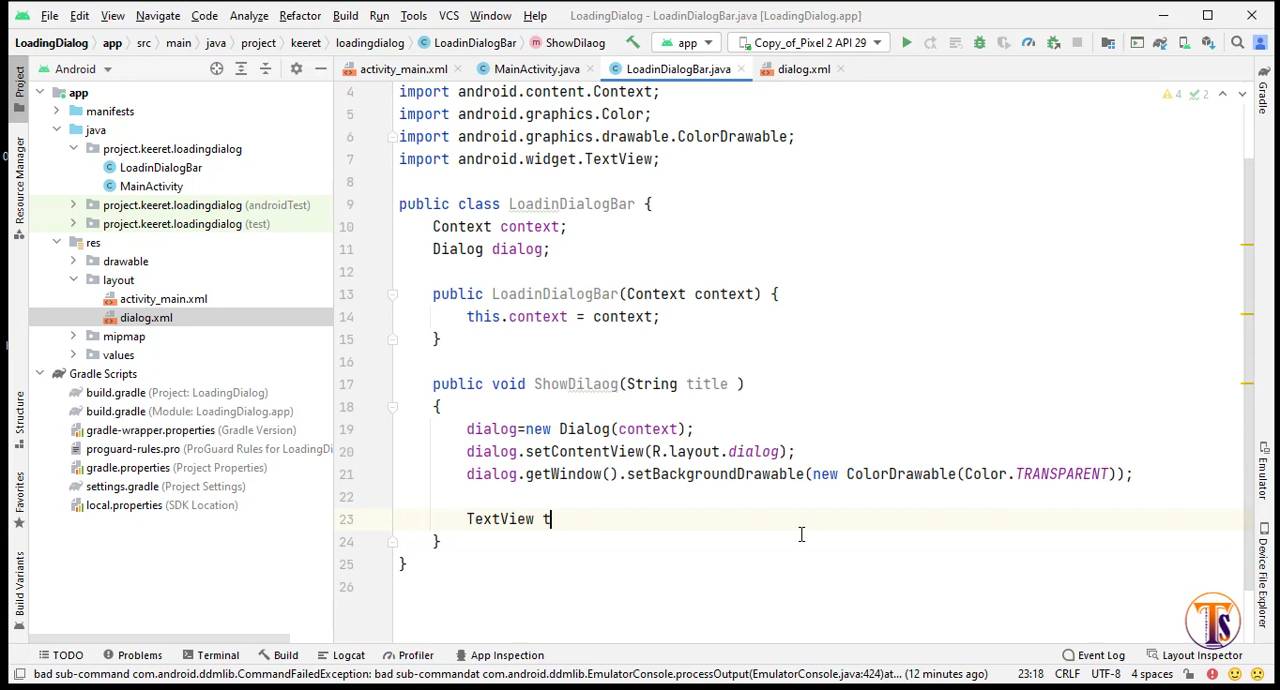 File Edit View Navigate Code Analyze Refactor Build Run Tools VCS Window Help LoadingDialog - LoadinDialogBar.java [LoadingDialog.app]
LoadingDialog app src main java project keeret loadingdialog LoadinDialogBar ShowDilaog app Copy_of_Pixel 2 API 29
Project
Resource Manager
Structure
Favorites
Build Variants
Android
activity_main.xml MainActivity.java LoadinDialogBar.java dialog.xml
app
manifests
java
project.keeret.loadingdialog
LoadinDialogBar
MainActivity
project.keeret.loadingdialog (androidTest)
project.keeret.loadingdialog (test)
res
drawable
layout
activity_main.xml
dialog.xml
mipmap
values
Gradle Scripts
build.gradle (Project: LoadingDialog)
build.gradle (Module: LoadingDialog.app)
gradle-wrapper.properties (Gradle Version)
proguard-rules.pro (ProGuard Rules for LoadingDi
gradle.properties (Project Properties)
settings.gradle (Project Settings)
local.properties (SDK Location)
4 import android.content.Context;
5 import android.graphics.Color;
6 import android.graphics.drawable.ColorDrawable;
7 import android.widget.TextView;
8
9 public class LoadinDialogBar {
10 Context context;
11 Dialog dialog;
12
13 public LoadinDialogBar(Context context) {
14 this.context = context;
15 }
16
17 public void ShowDilaog(String title )
18 {
19 dialog=new Dialog(context);
20 dialog.setContentView(R.layout.dialog);
21 dialog.getWindow().setBackgroundDrawable(new ColorDrawable(Color.TRANSPARENT));
22
23 TextView t
24 }
25 }
26
4 2
Gradle
Emulator
Device File Explorer
TS
TODO Problems Terminal Build Logcat Profiler App Inspection Event Log Layout Inspector
bad sub-command com.android.ddmlib.CommandFailedException: bad sub-commandat com.android.ddmlib.EmulatorConsole.processOutput(EmulatorConsole.java:424)at... (12 minutes ago) 23:18 CRLF UTF-8 4 spaces